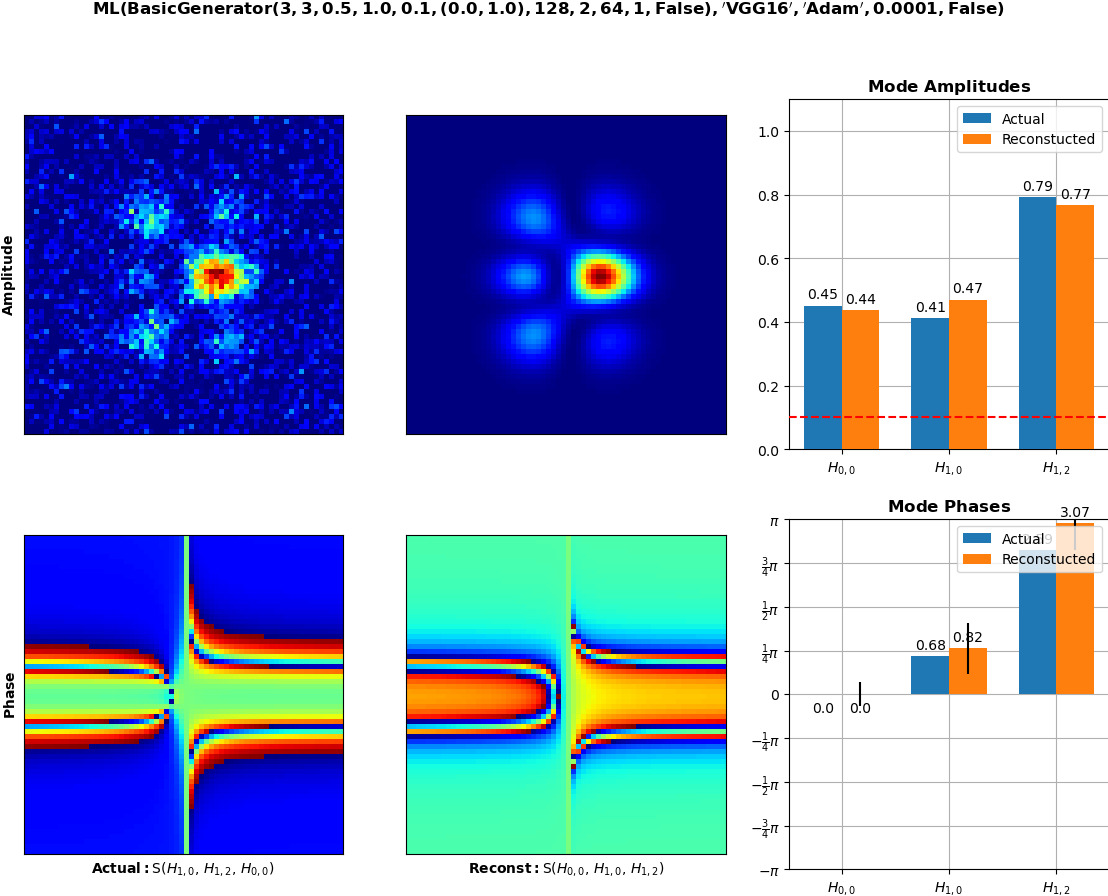 ML(BasicGenerator(3, 3, 0.5, 1.0, 0.1, (0.0, 1.0), 128, 2, 64, 1, False), ′VGG16′, ′Adam′, 0.0001, False)
Mode Amplitudes
Actual
Reconstucted
1.0
0.8
0.6
0.4
0.2
0.0
0.45
0.44
0.41
0.47
0.79
0.77
H0,0
H1,0
H1,2
Amplitude
Mode Phases
Actual
Reconstucted
π
3/4π
1/2π
1/4π
0
−1/4π
−1/2π
−3/4π
−π
0.0
0.0
0.68
0.82
3.07
H0,0
H1,0
H1,2
Phase
Actual: S(H1,0, H1,2, H0,0)
Reconst: S(H0,0, H1,0, H1,2)